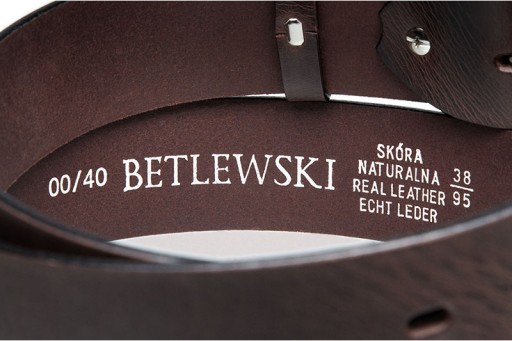 00/40
BETLEWSKI
SKÓRA
NATURALNA
REAL LEATHER
ECHT LEDER
38
95